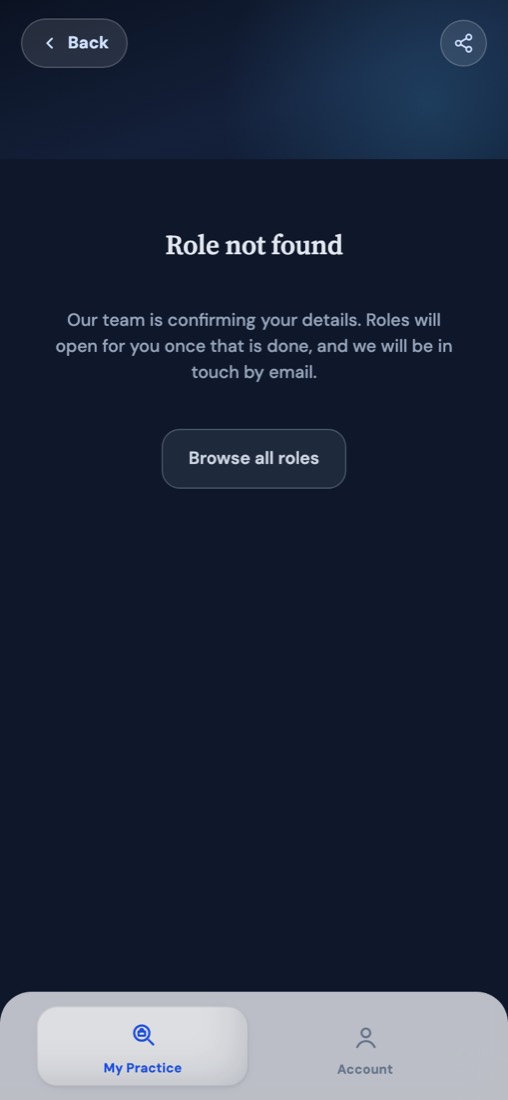 Back
Role not found
Our team is confirming your details. Roles will
open for you once that is done, and we will be in
touch by email.
Browse all roles
My Practice
Account